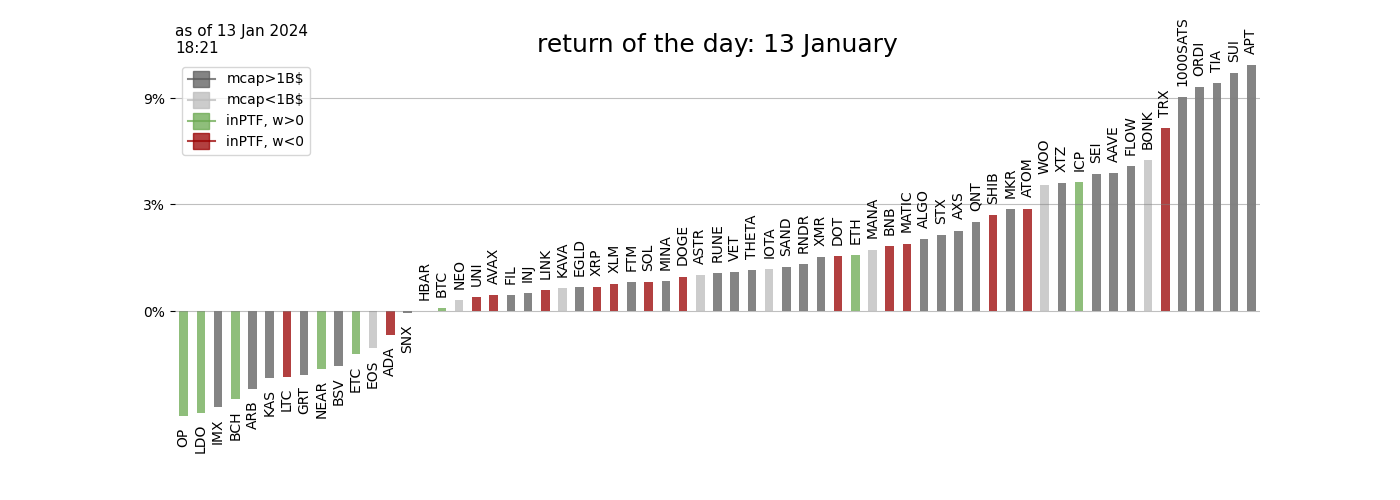 as of 13 Jan 2024
18:21
return of the day: 13 January
mcap>1B$
mcap<1B$
inPTF, w>0
inPTF, w<0
9%
3%
0%
OP
LDO
IMX
BCH
ARB
KAS
LTC
GRT
NEAR
BSV
ETC
EOS
ADA
SNX
HBAR
BTC
NEO
UNI
AVAX
FIL
INJ
LINK
KAVA
EGLD
XRP
XLM
FTM
SOL
MINA
DOGE
ASTR
RUNE
VET
THETA
IOTA
SAND
RNDR
XMR
DOT
ETH
MANA
BNB
MATIC
ALGO
STX
AXS
QNT
SHIB
MKR
ATOM
WOO
XTZ
ICP
SEI
AAVE
FLOW
BONK
TRX
1000SATS
ORDI
TIA
SUI
APT